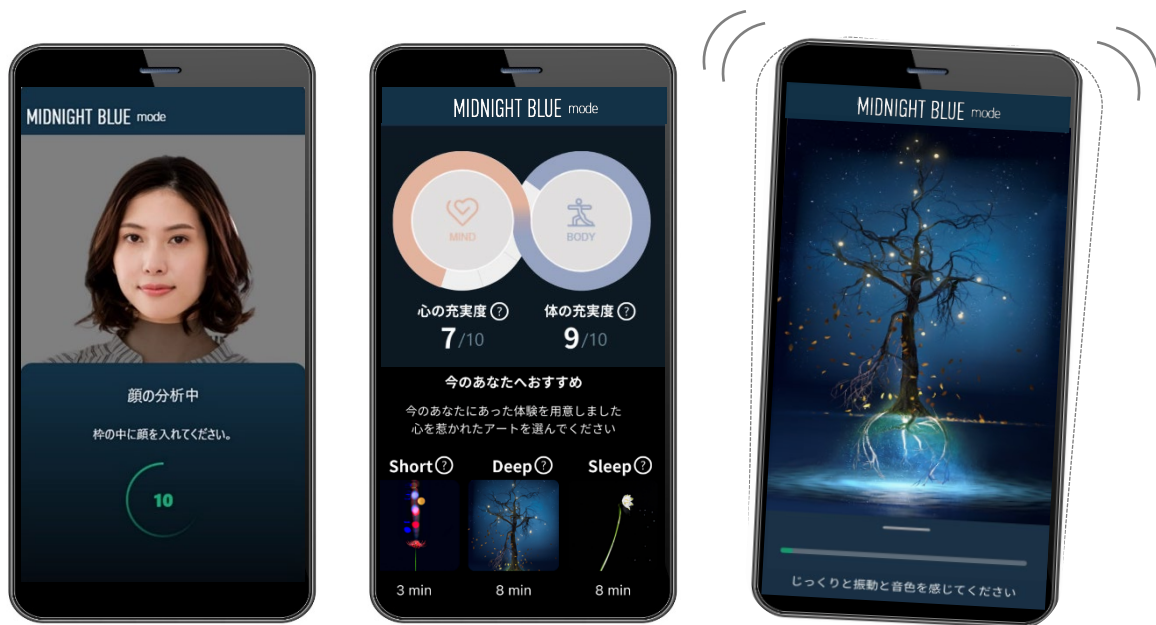 MIDNIGHT BLUE mode
顔の分析中
枠の中に顔を入れてください。
10
MIDNIGHT BLUE mode
MIND
BODY
心の充実度 ?
体の充実度 ?
7/10
9/10
今のあなたへおすすめ
今のあなたにあった体験を用意しました
心を惹かれたアートを選んでください
Short ?
Deep ?
Sleep ?
3 min
8 min
8 min
MIDNIGHT BLUE mode
じっくりと振動と音色を感じてください